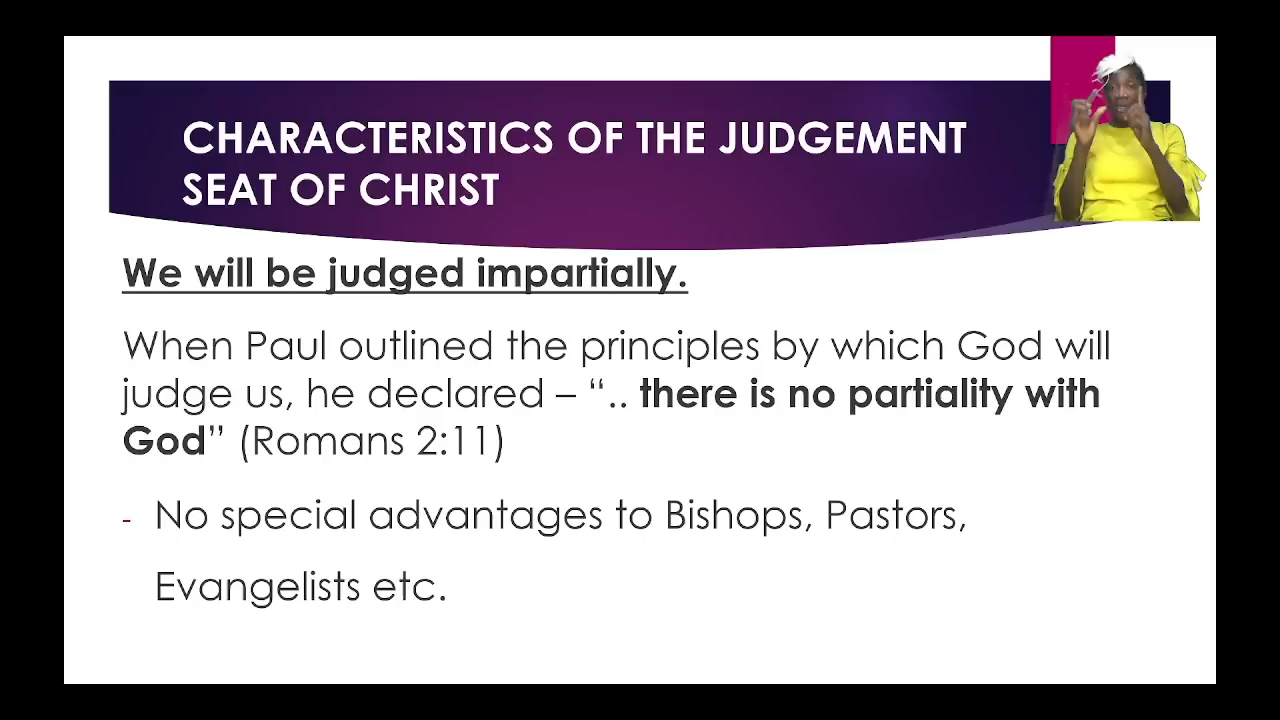 CHARACTERISTICS OF THE JUDGEMENT
SEAT OF CHRIST
We will be judged impartially.
When Paul outlined the principles by which God will
judge us, he declared – “.. there is no partiality with
God” (Romans 2:11)
- No special advantages to Bishops, Pastors,
Evangelists etc.